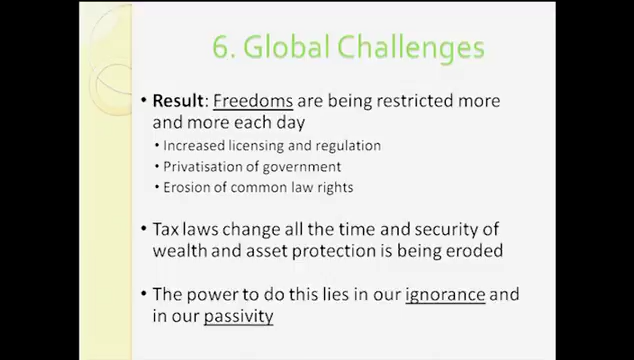 6. Global Challenges
• Result: Freedoms are being restricted more
and more each day
• Increased licensing and regulation
• Privatisation of government
• Erosion of common law rights
• Tax laws change all the time and security of
wealth and asset protection is being eroded
• The power to do this lies in our ignorance and
in our passivity